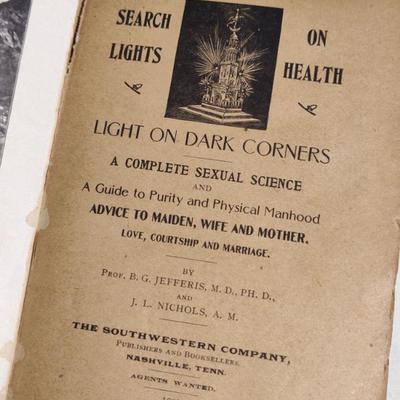 SEARCH ON
LIGHTS HEALTH
LIGHT ON DARK CORNERS
A COMPLETE SEXUAL SCIENCE
AND
A Guide to Purity and Physical Manhood
ADVICE TO MAIDEN, WIFE AND MOTHER.
LOVE, COURTSHIP AND MARRIAGE.
BY
PROF. B. G. JEFFERIS, M. D., PH. D.,
AND
J. L. NICHOLS, A. M.
THE SOUTHWESTERN COMPANY,
PUBLISHERS AND BOOKSELLERS,
NASHVILLE, TENN.
AGENTS WANTED.